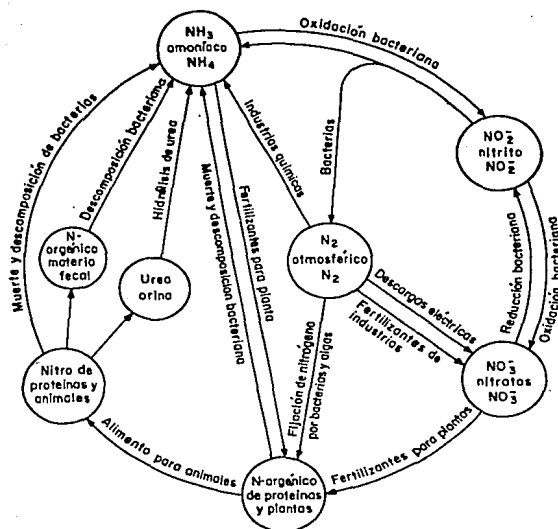 NH3
amoníaco
NH4
Oxidación bacteriana
NO2-
nitrito
NO2-
Oxidación bacteriana
Reducción bacteriana
NO3-
nitratos
NO3-
Fertilizantes para plantas
N-orgénico
de proteínas
y plantas
Alimento para animales
Nitro de
proteínas y
animales
Muerte y descomposición de bacterias
N-
orgénico
materia
fecal
Descomposición bacteriana
Urea
orina
Hidrólisis de urea
Muerte y descomposición bacteriana
Fertilizantes para planta
Industrias químicas
Bacterias
N2
atmosférico
N2
Descargas eléctricas
Fertilizantes de
industrias
Fijación de nitrógeno
por bacterias y algas